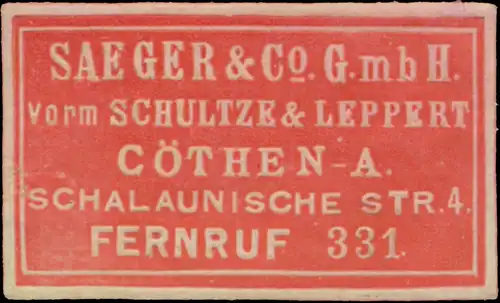 SAEGER & Co. G.mbH.
vorm SCHULTZE & LEPPERT
CÖTHEN-A.
SCHALAUNISCHE STR.4.
FERNRUF 331.